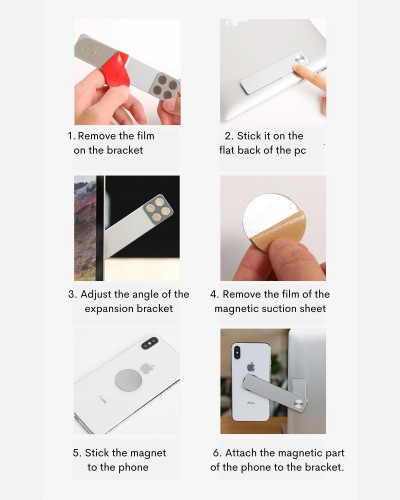 1. Remove the film
on the bracket
2. Stick it on the
flat back of the pc
3. Adjust the angle of the
expansion bracket
4. Remove the film of the
magnetic suction sheet
5. Stick the magnet
to the phone
6. Attach the magnetic part
of the phone to the bracket.